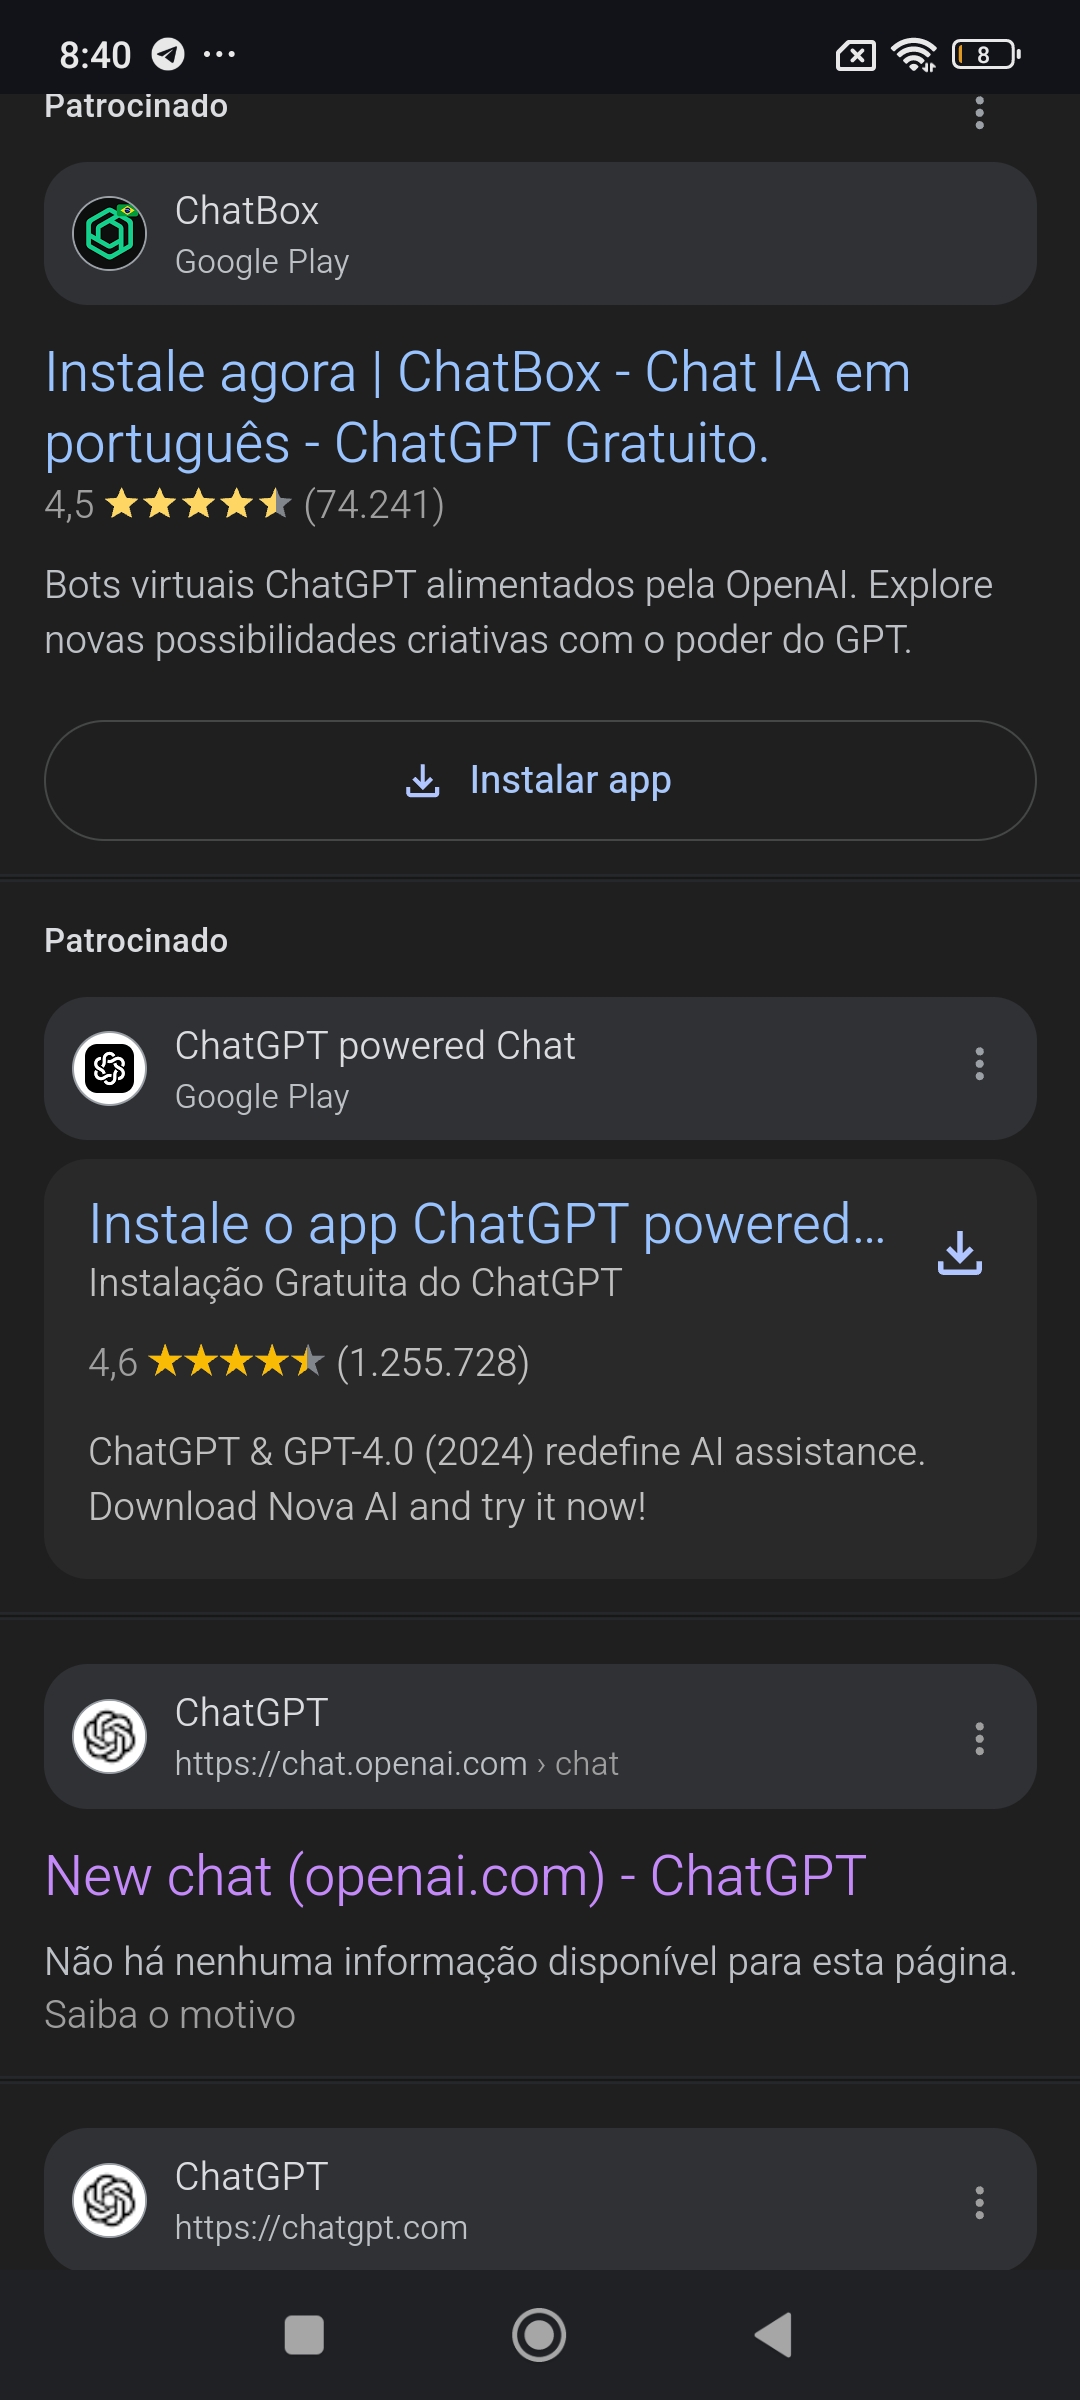 8:40
8
Patrocinado
ChatBox
Google Play
Instale agora | ChatBox - Chat IA em
português - ChatGPT Gratuito.
4,5 (74.241)
Bots virtuais ChatGPT alimentados pela OpenAI. Explore
novas possibilidades criativas com o poder do GPT.
Instalar app
Patrocinado
ChatGPT powered Chat
Google Play
Instale o app ChatGPT powered...
Instalação Gratuita do ChatGPT
4,6 (1.255.728)
ChatGPT & GPT-4.0 (2024) redefine AI assistance.
Download Nova AI and try it now!
ChatGPT
https://chat.openai.com › chat
New chat (openai.com) - ChatGPT
Não há nenhuma informação disponível para esta página.
Saiba o motivo
ChatGPT
https://chatgpt.com